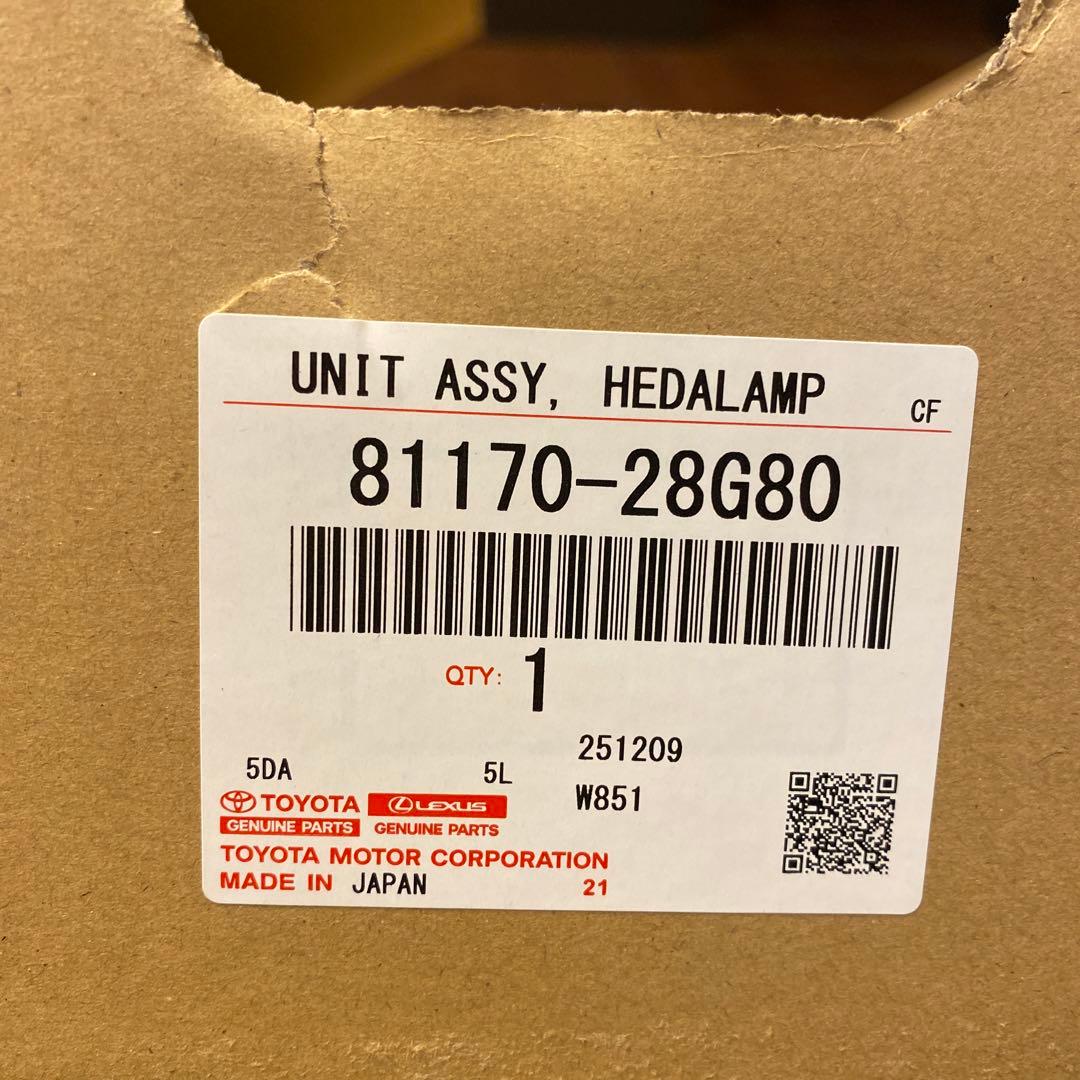 UNIT ASSY, HEDALAMP CF
81170-28G80
QTY: 1
251209
5DA 5L W851
TOYOTA LEXUS
GENUINE PARTS GENUINE PARTS
TOYOTA MOTOR CORPORATION
MADE IN JAPAN 21